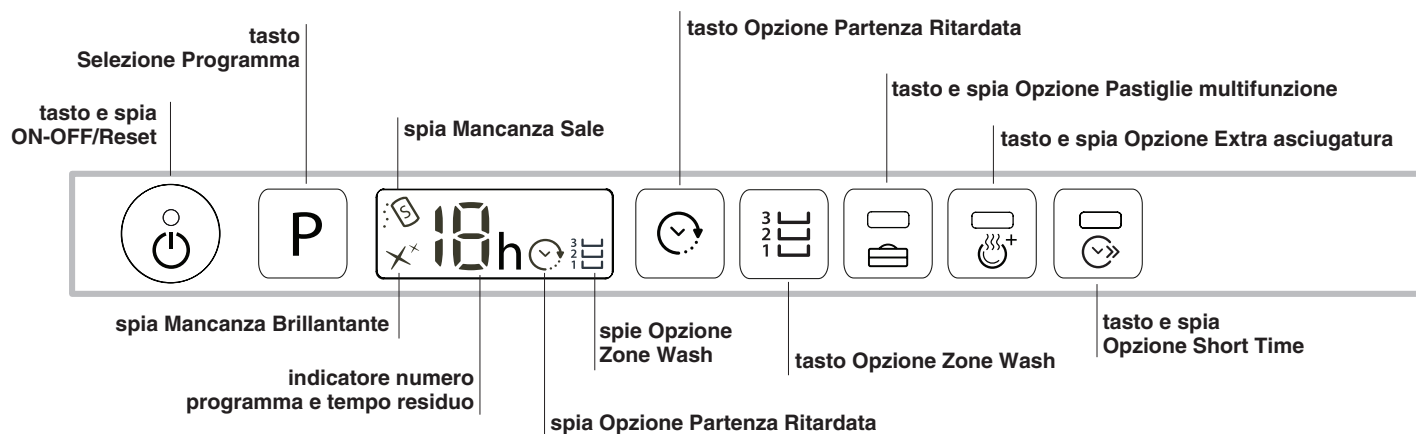 tasto
Selezione Programma
tasto Opzione Partenza Ritardata
tasto e spia Opzione Pastiglie multifunzione
tasto e spia
ON-OFF/Reset
spia Mancanza Sale
tasto e spia Opzione Extra asciugatura
P
S
18h
3
2
1
3
2
1
+
spia Mancanza Brillantante
spie Opzione
Zone Wash
tasto Opzione Zone Wash
tasto e spia
Opzione Short Time
indicatore numero
programma e tempo residuo
spia Opzione Partenza Ritardata